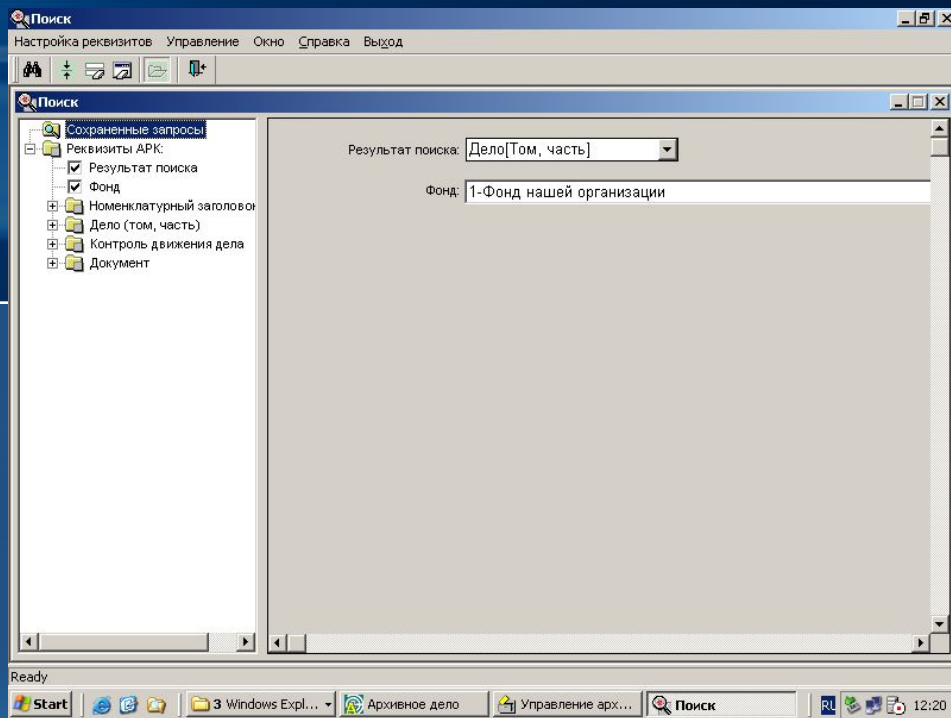 Поиск
Настройка реквизитов Управление Окно Справка Выход
Поиск
Сохраненные запросы
Реквизиты АРК:
Результат поиска
Фонд
Номенклатурный заголовок
Дело (том, часть)
Контроль движения дела
Документ
Результат поиска: Дело[Том, часть]
Фонд: 1-Фонд нашей организации
Ready
Start 3 Windows Expl... Архивное дело Управление арх... Поиск RU 12:20